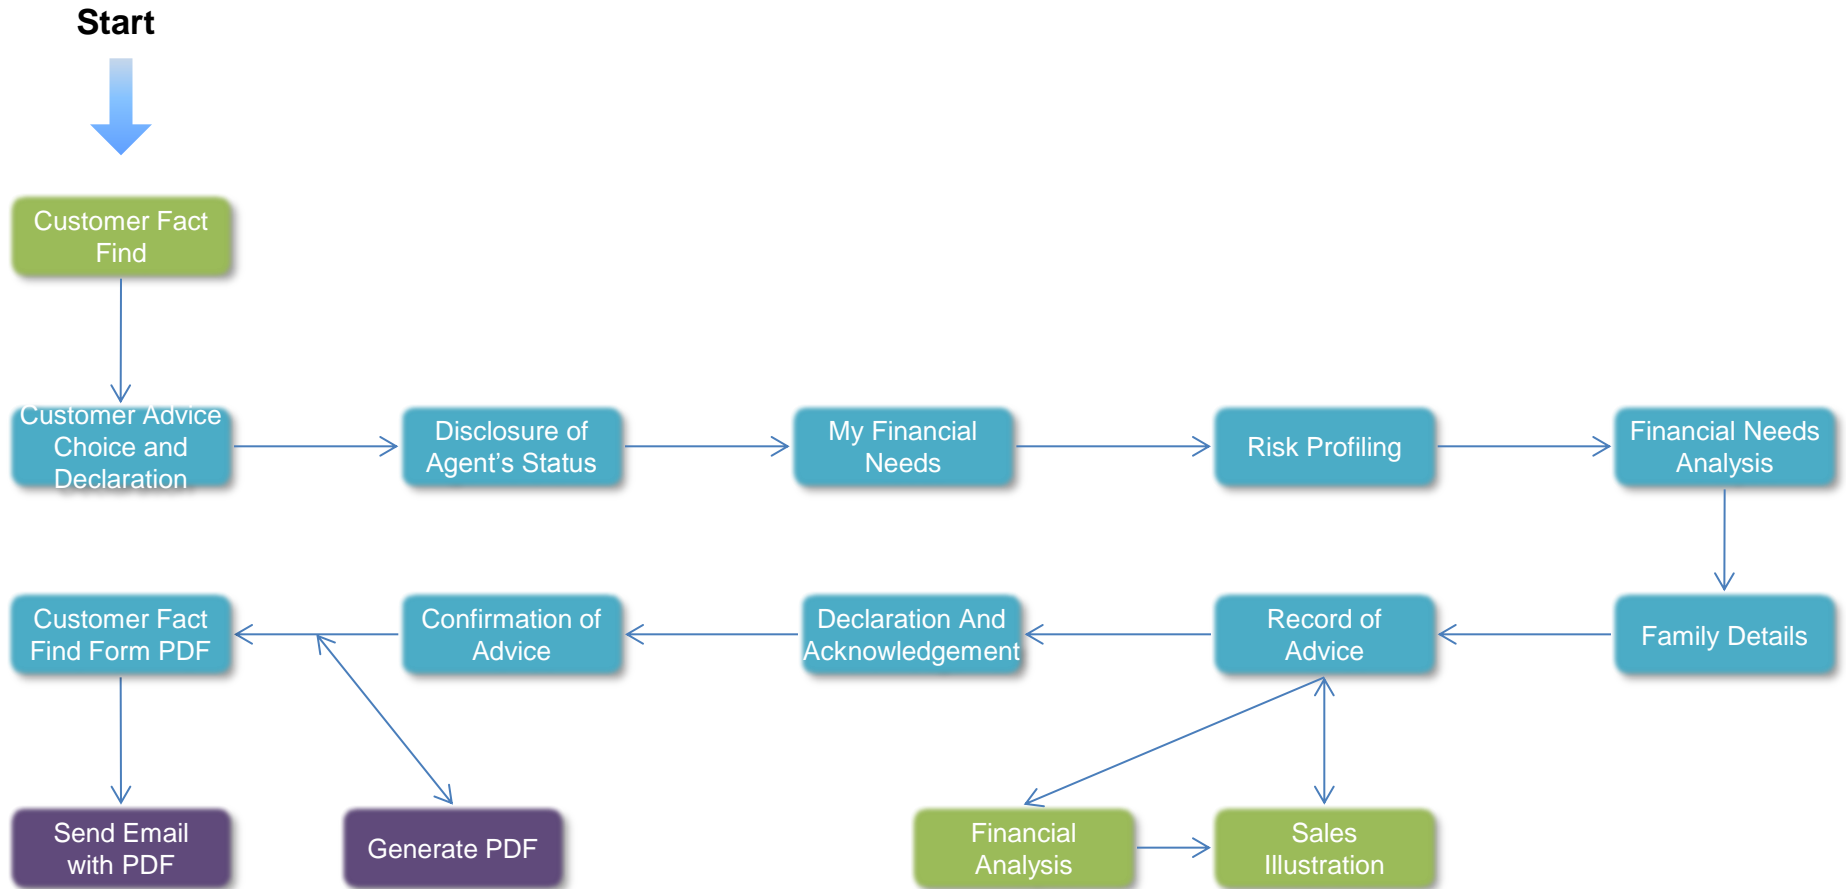 Start
Customer Fact
Find
Customer Advice
Choice and
Declaration
Disclosure of
Agent’s Status
My Financial
Needs
Risk Profiling
Financial Needs
Analysis
Customer Fact
Find Form PDF
Confirmation of
Advice
Declaration And
Acknowledgement
Record of
Advice
Family Details
Send Email
with PDF
Generate PDF
Financial
Analysis
Sales
Illustration